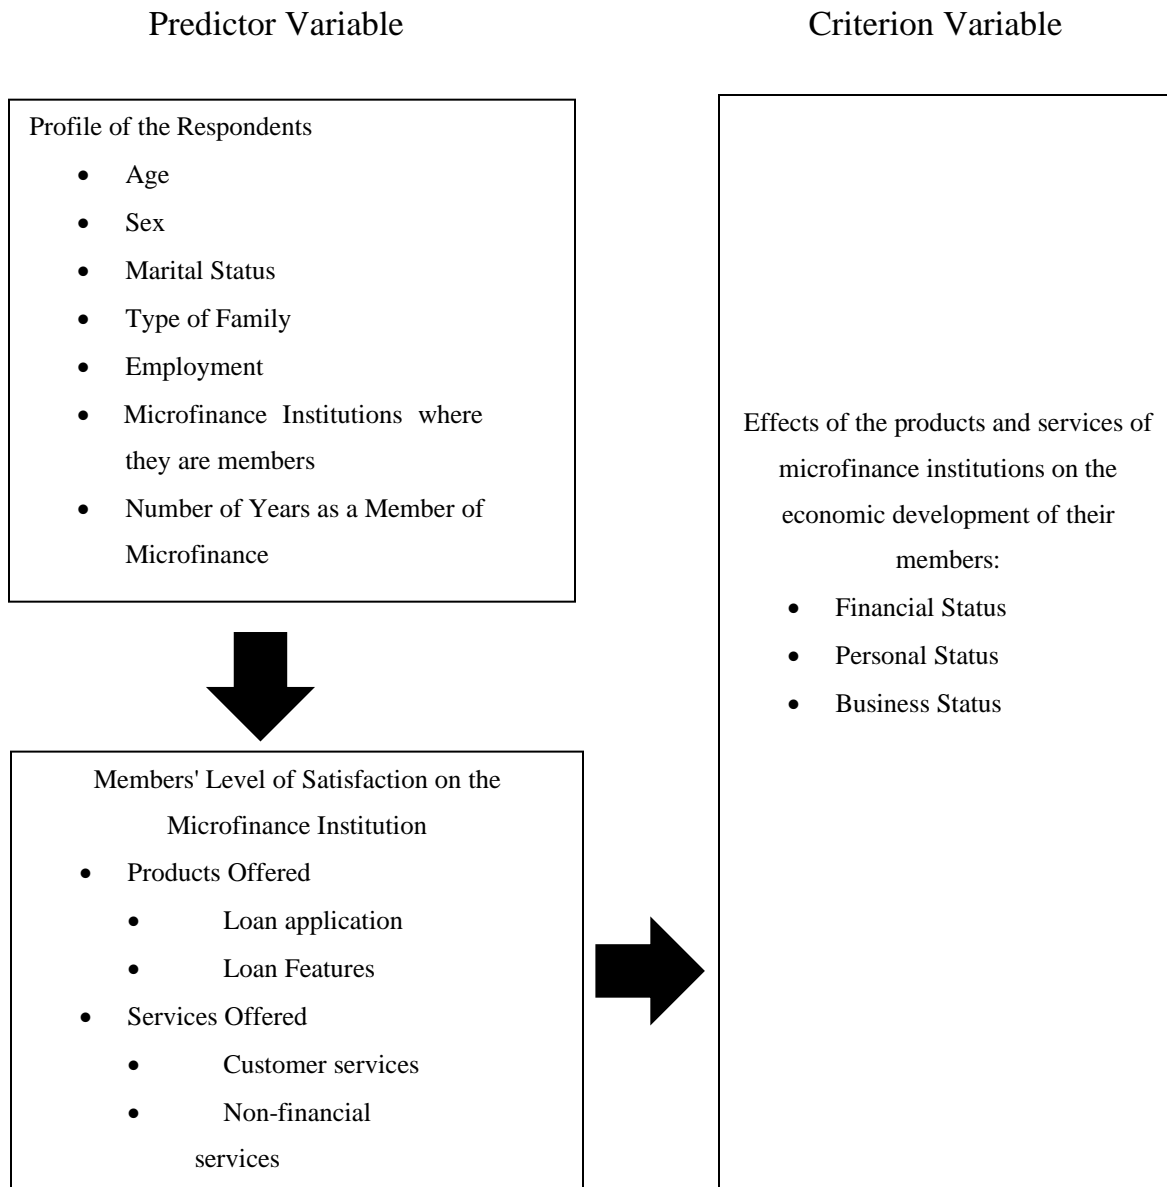 Predictor Variable
Criterion Variable
Profile of the Respondents
• Age
• Sex
• Marital Status
• Type of Family
• Employment
• Microfinance Institutions where
they are members
• Number of Years as a Member of
Microfinance
Members' Level of Satisfaction on the
Microfinance Institution
• Products Offered
• Loan application
• Loan Features
• Services Offered
• Customer services
• Non-financial
services
Effects of the products and services of
microfinance institutions on the
economic development of their
members:
• Financial Status
• Personal Status
• Business Status